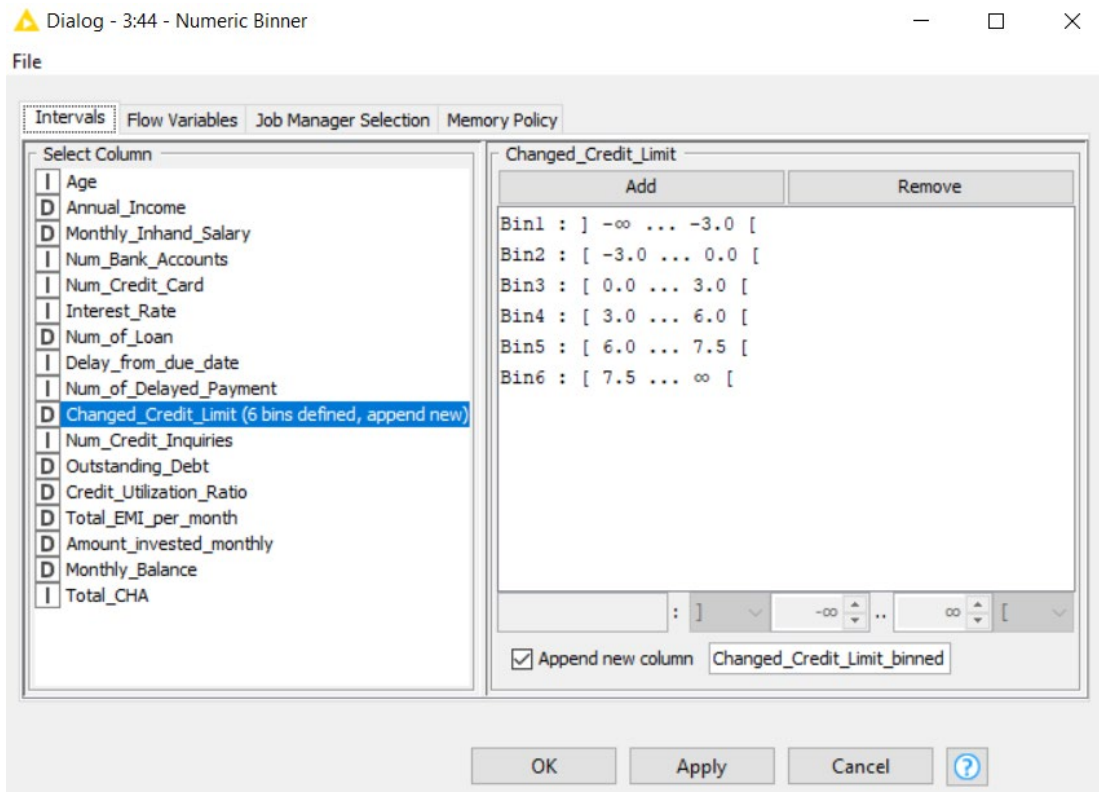 Dialog - 3:44 - Numeric Binner
File
Intervals Flow Variables Job Manager Selection Memory Policy
Select Column
I Age
D Annual_Income
D Monthly_Inhand_Salary
I Num_Bank_Accounts
I Num_Credit_Card
I Interest_Rate
D Num_of_Loan
I Delay_from_due_date
I Num_of_Delayed_Payment
D Changed_Credit_Limit (6 bins defined, append new)
I Num_Credit_Inquiries
D Outstanding_Debt
D Credit_Utilization_Ratio
D Total_EMI_per_month
D Amount_invested_monthly
D Monthly_Balance
I Total_CHA
Changed_Credit_Limit
Add Remove
Bin1 : ] -∞ ... -3.0 [
Bin2 : [ -3.0 ... 0.0 [
Bin3 : [ 0.0 ... 3.0 [
Bin4 : [ 3.0 ... 6.0 [
Bin5 : [ 6.0 ... 7.5 [
Bin6 : [ 7.5 ... ∞ [
: ] -∞ .. ∞ [
Append new column Changed_Credit_Limit_binned
OK Apply Cancel ?